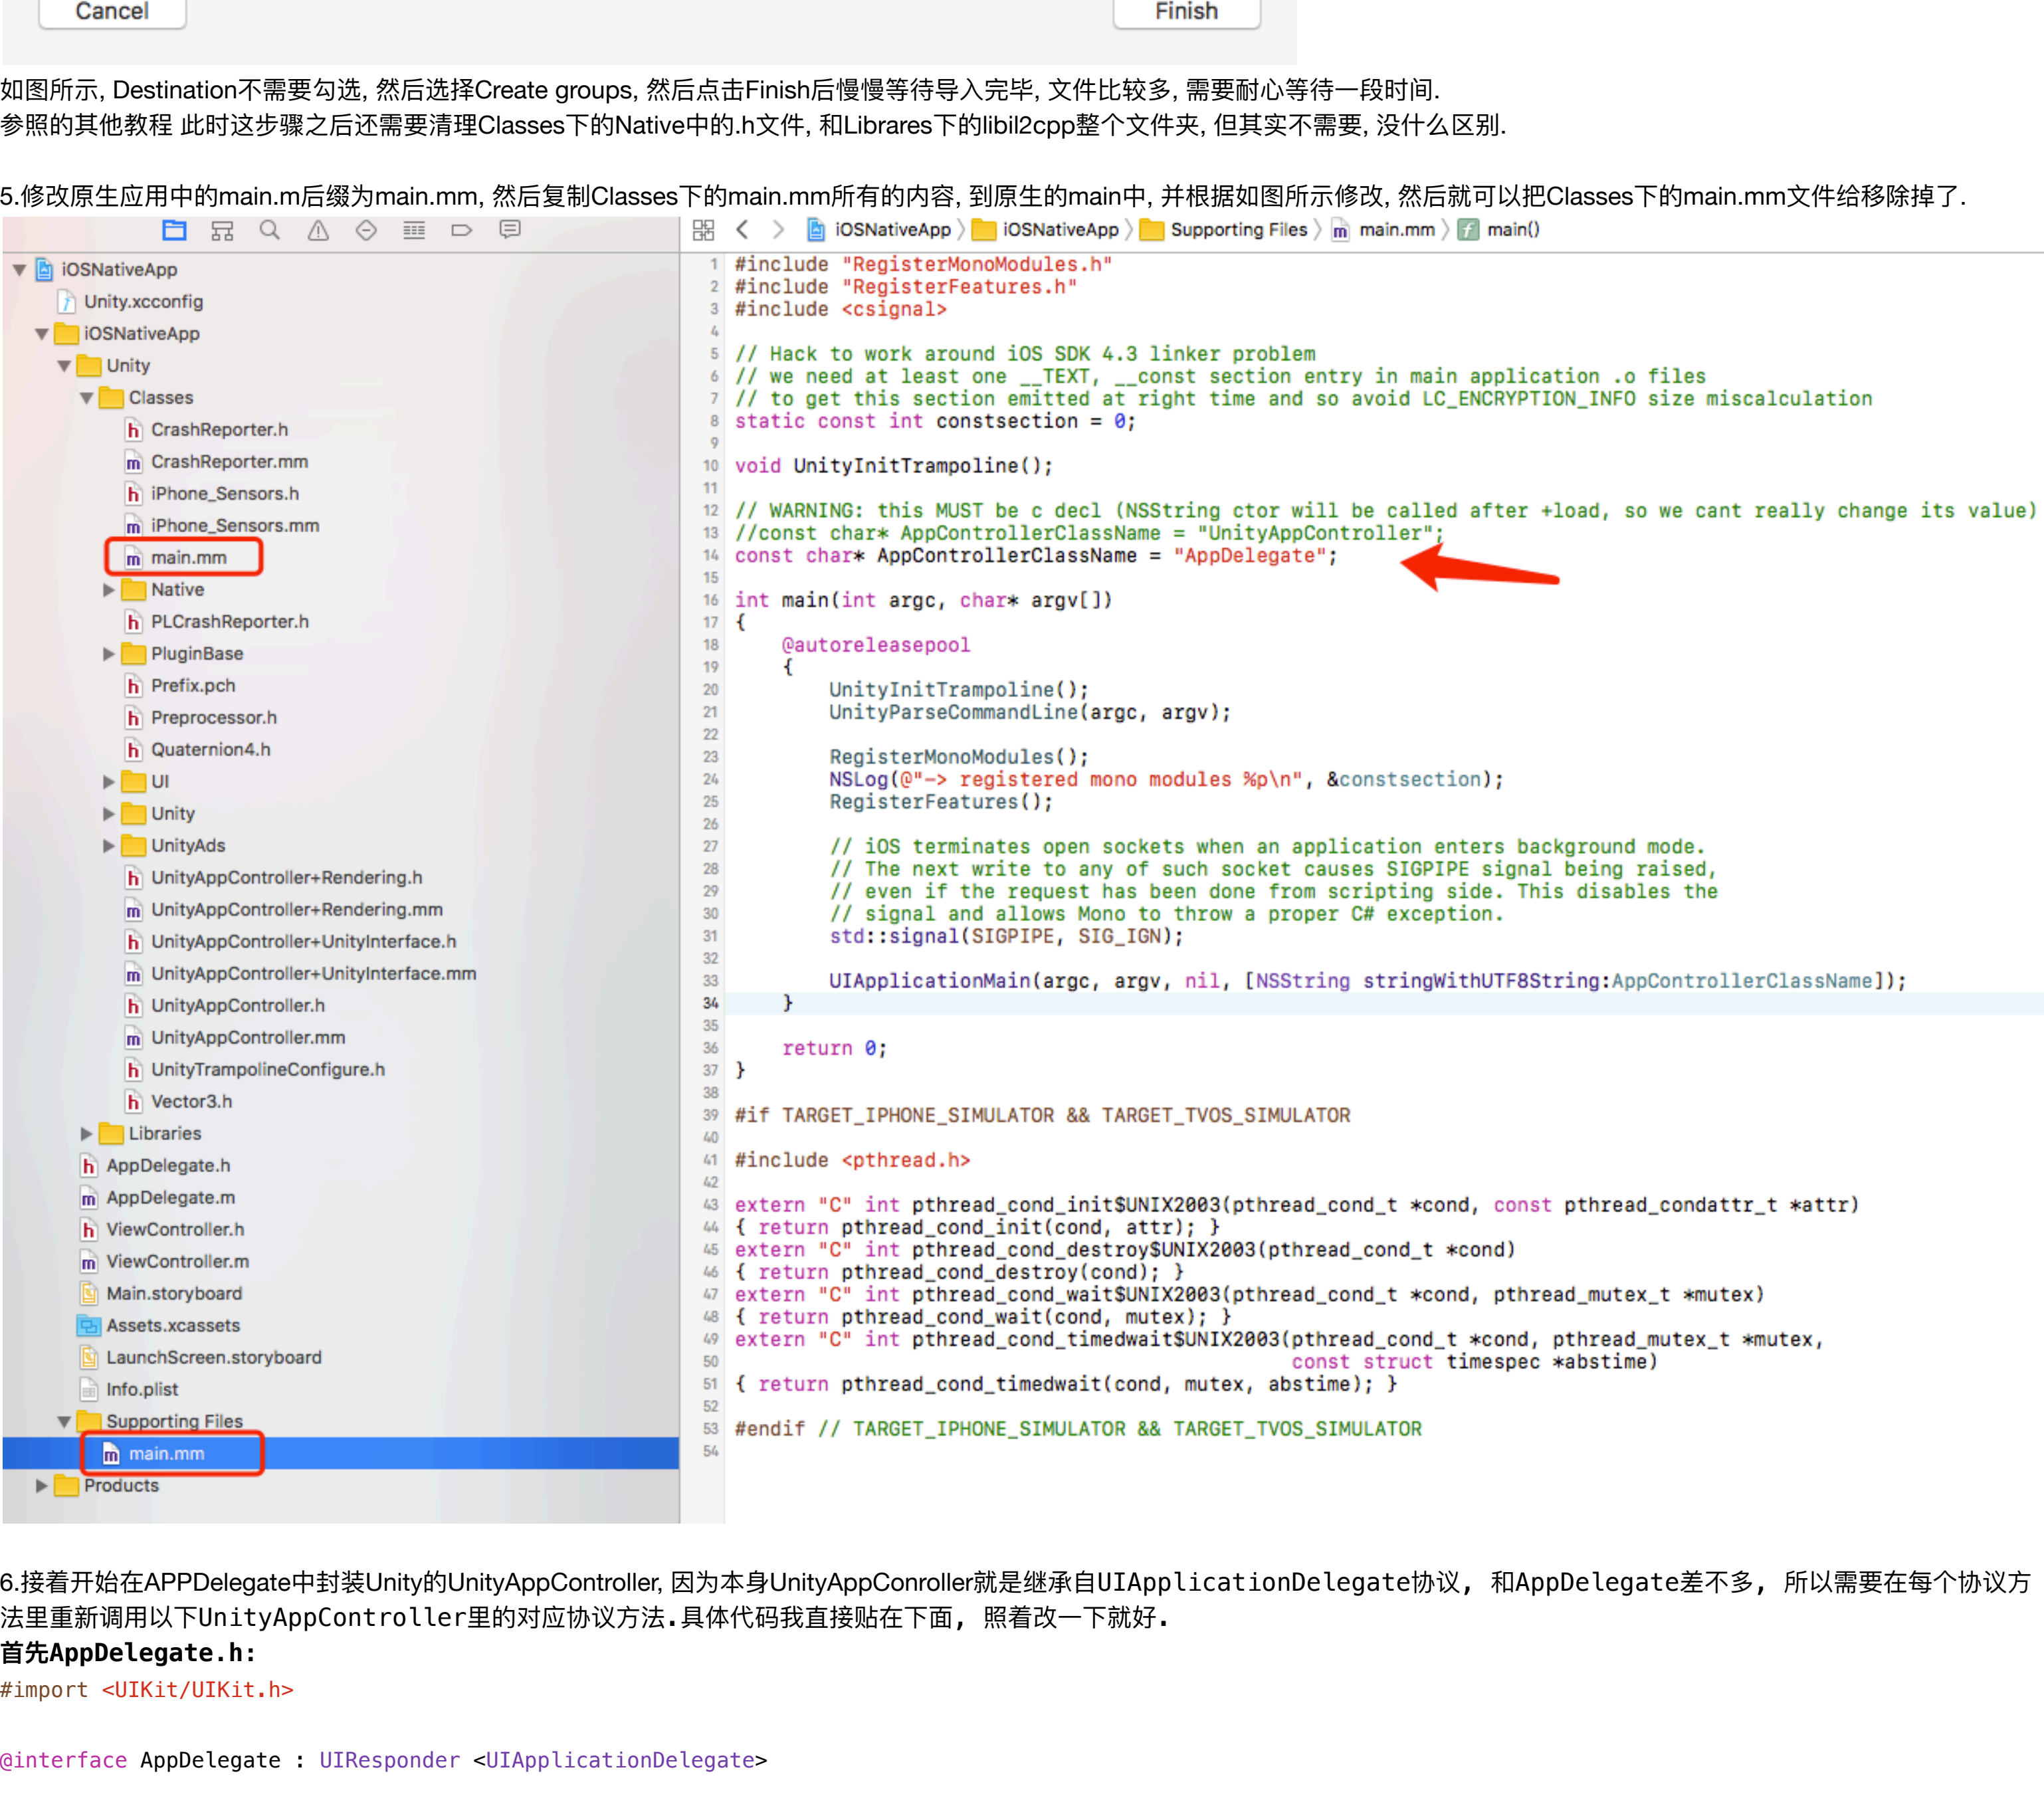 Cancel
Finish
如图所示, Destination不需要勾选, 然后选择Create groups, 然后点击Finish后慢慢等待导入完毕, 文件比较多, 需要耐心等待一段时间.
参照的其他教程 此时这步骤之后还需要清理Classes下的Native中的.h文件, 和Librares下的libil2cpp整个文件夹, 但其实不需要, 没什么区别.
5.修改原生应用中的main.m后缀为main.mm, 然后复制Classes下的main.mm所有的内容, 到原生的main中, 并根据如图所示修改, 然后就可以把Classes下的main.mm文件给移除掉了.
iOSNativeApp
Unity.xcconfig
iOSNativeApp
Unity
Classes
CrashReporter.h
CrashReporter.mm
iPhone_Sensors.h
iPhone_Sensors.mm
main.mm
Native
PLCrashReporter.h
PluginBase
Prefix.pch
Preprocessor.h
Quaternion4.h
UI
Unity
UnityAds
UnityAppController+Rendering.h
UnityAppController+Rendering.mm
UnityAppController+UnityInterface.h
UnityAppController+UnityInterface.mm
UnityAppController.h
UnityAppController.mm
UnityTrampolineConfigure.h
Vector3.h
Libraries
AppDelegate.h
AppDelegate.m
ViewController.h
ViewController.m
Main.storyboard
Assets.xcassets
LaunchScreen.storyboard
Info.plist
Supporting Files
main.mm
Products
iOSNativeApp 〉 iOSNativeApp 〉 Supporting Files 〉 main.mm 〉 main()
1 #include "RegisterMonoModules.h"
2 #include "RegisterFeatures.h"
3 #include <csignal>
4
5 // Hack to work around iOS SDK 4.3 linker problem
6 // we need at least one __TEXT, __const section entry in main application .o files
7 // to get this section emitted at right time and so avoid LC_ENCRYPTION_INFO size miscalculation
8 static const int constsection = 0;
9
10 void UnityInitTrampoline();
11
12 // WARNING: this MUST be c decl (NSString ctor will be called after +load, so we cant really change its value)
13 //const char* AppControllerClassName = "UnityAppController";
14 const char* AppControllerClassName = "AppDelegate";
15
16 int main(int argc, char* argv[])
17 {
18 @autoreleasepool
19 {
20 UnityInitTrampoline();
21 UnityParseCommandLine(argc, argv);
22
23 RegisterMonoModules();
24 NSLog(@"-> registered mono modules %p\n", &constsection);
25 RegisterFeatures();
26
27 // iOS terminates open sockets when an application enters background mode.
28 // The next write to any of such socket causes SIGPIPE signal being raised,
29 // even if the request has been done from scripting side. This disables the
30 // signal and allows Mono to throw a proper C# exception.
31 std::signal(SIGPIPE, SIG_IGN);
32
33 UIApplicationMain(argc, argv, nil, [NSString stringWithUTF8String:AppControllerClassName]);
34 }
35
36 return 0;
37 }
38
39 #if TARGET_IPHONE_SIMULATOR && TARGET_TVOS_SIMULATOR
40
41 #include <pthread.h>
42
43 extern "C" int pthread_cond_init$UNIX2003(pthread_cond_t *cond, const pthread_condattr_t *attr)
44 { return pthread_cond_init(cond, attr); }
45 extern "C" int pthread_cond_destroy$UNIX2003(pthread_cond_t *cond)
46 { return pthread_cond_destroy(cond); }
47 extern "C" int pthread_cond_wait$UNIX2003(pthread_cond_t *cond, pthread_mutex_t *mutex)
48 { return pthread_cond_wait(cond, mutex); }
49 extern "C" int pthread_cond_timedwait$UNIX2003(pthread_cond_t *cond, pthread_mutex_t *mutex,
50 const struct timespec *abstime)
51 { return pthread_cond_timedwait(cond, mutex, abstime); }
52
53 #endif // TARGET_IPHONE_SIMULATOR && TARGET_TVOS_SIMULATOR
54
6.接着开始在APPDelegate中封装Unity的UnityAppController, 因为本身UnityAppConroller就是继承自UIApplicationDelegate协议, 和AppDelegate差不多, 所以需要在每个协议方
法里重新调用以下UnityAppController里的对应协议方法.具体代码我直接贴在下面, 照着改一下就好.
首先AppDelegate.h:
#import <UIKit/UIKit.h>
@interface AppDelegate : UIResponder <UIApplicationDelegate>